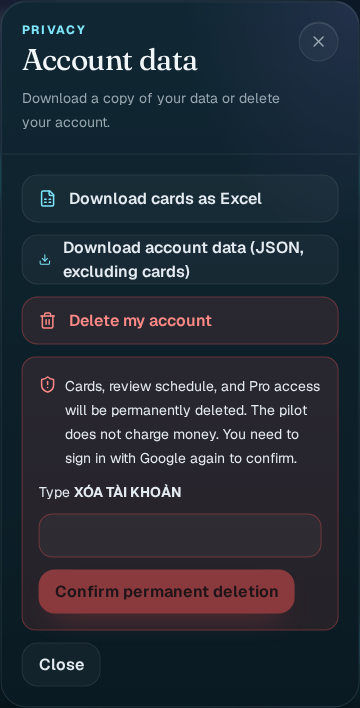 PRIVACY
Account data
Download a copy of your data or delete
your account.
Download cards as Excel
Download account data (JSON,
excluding cards)
Delete my account
Cards, review schedule, and Pro access
will be permanently deleted. The pilot
does not charge money. You need to
sign in with Google again to confirm.
Type XÓA TÀI KHOẢN
Confirm permanent deletion
Close